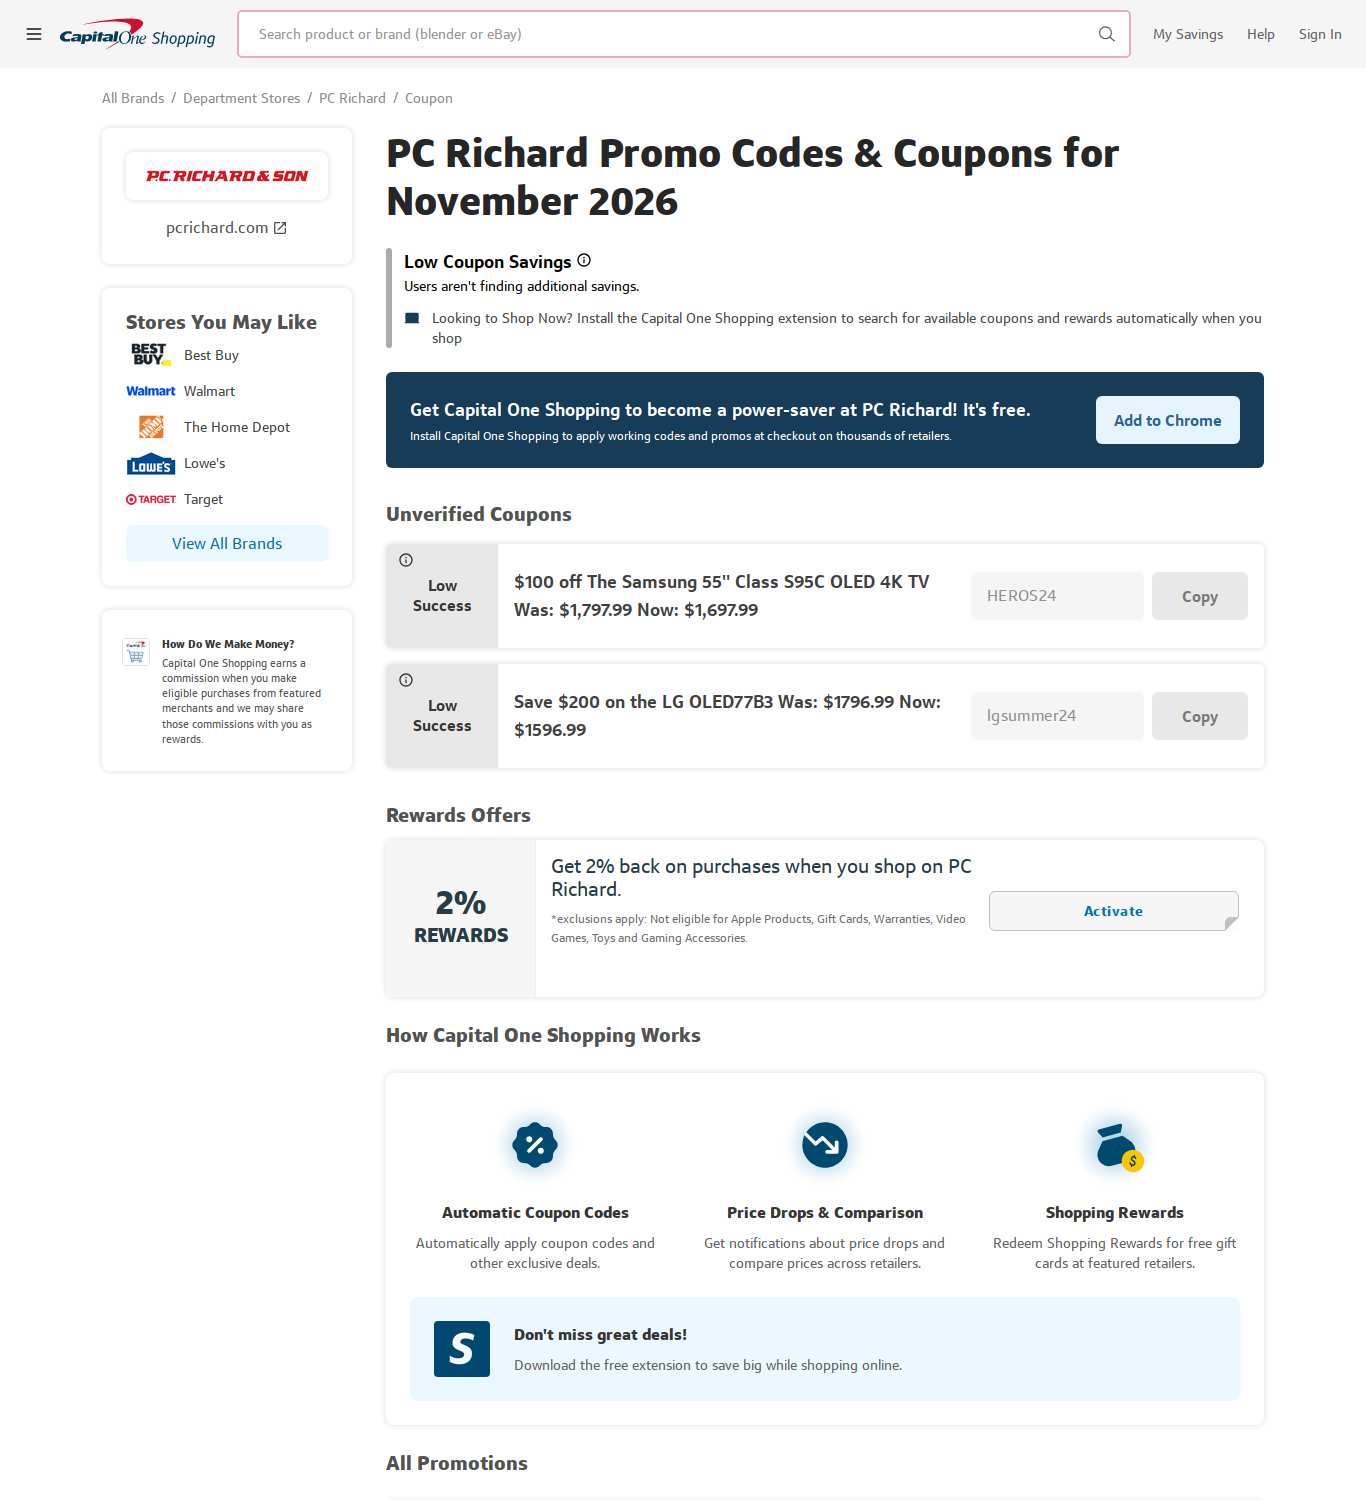 Capital One Shopping
Search product or brand (blender or eBay)
My Savings
Help
Sign In
All Brands / Department Stores / PC Richard / Coupon
P.C. RICHARD & SON
pcrichard.com
Stores You May Like
BEST BUY Best Buy
Walmart Walmart
The Home Depot
LOWE'S Lowe's
TARGET Target
View All Brands
How Do We Make Money?
Capital One Shopping earns a
commission when you make
eligible purchases from featured
merchants and we may share
those commissions with you as
rewards.
PC Richard Promo Codes & Coupons for
November 2026
Low Coupon Savings
Users aren't finding additional savings.
Looking to Shop Now? Install the Capital One Shopping extension to search for available coupons and rewards automatically when you
shop
Get Capital One Shopping to become a power-saver at PC Richard! It's free.
Install Capital One Shopping to apply working codes and promos at checkout on thousands of retailers.
Add to Chrome
Unverified Coupons
Low
Success
$100 off The Samsung 55" Class S95C OLED 4K TV
Was: $1,797.99 Now: $1,697.99
HEROS24
Copy
Low
Success
Save $200 on the LG OLED77B3 Was: $1796.99 Now:
$1596.99
lgsummer24
Copy
Rewards Offers
2%
REWARDS
Get 2% back on purchases when you shop on PC
Richard.
*exclusions apply: Not eligible for Apple Products, Gift Cards, Warranties, Video
Games, Toys and Gaming Accessories.
Activate
How Capital One Shopping Works
Automatic Coupon Codes
Automatically apply coupon codes and
other exclusive deals.
Price Drops & Comparison
Get notifications about price drops and
compare prices across retailers.
$
Shopping Rewards
Redeem Shopping Rewards for free gift
cards at featured retailers.
S
Don't miss great deals!
Download the free extension to save big while shopping online.
All Promotions